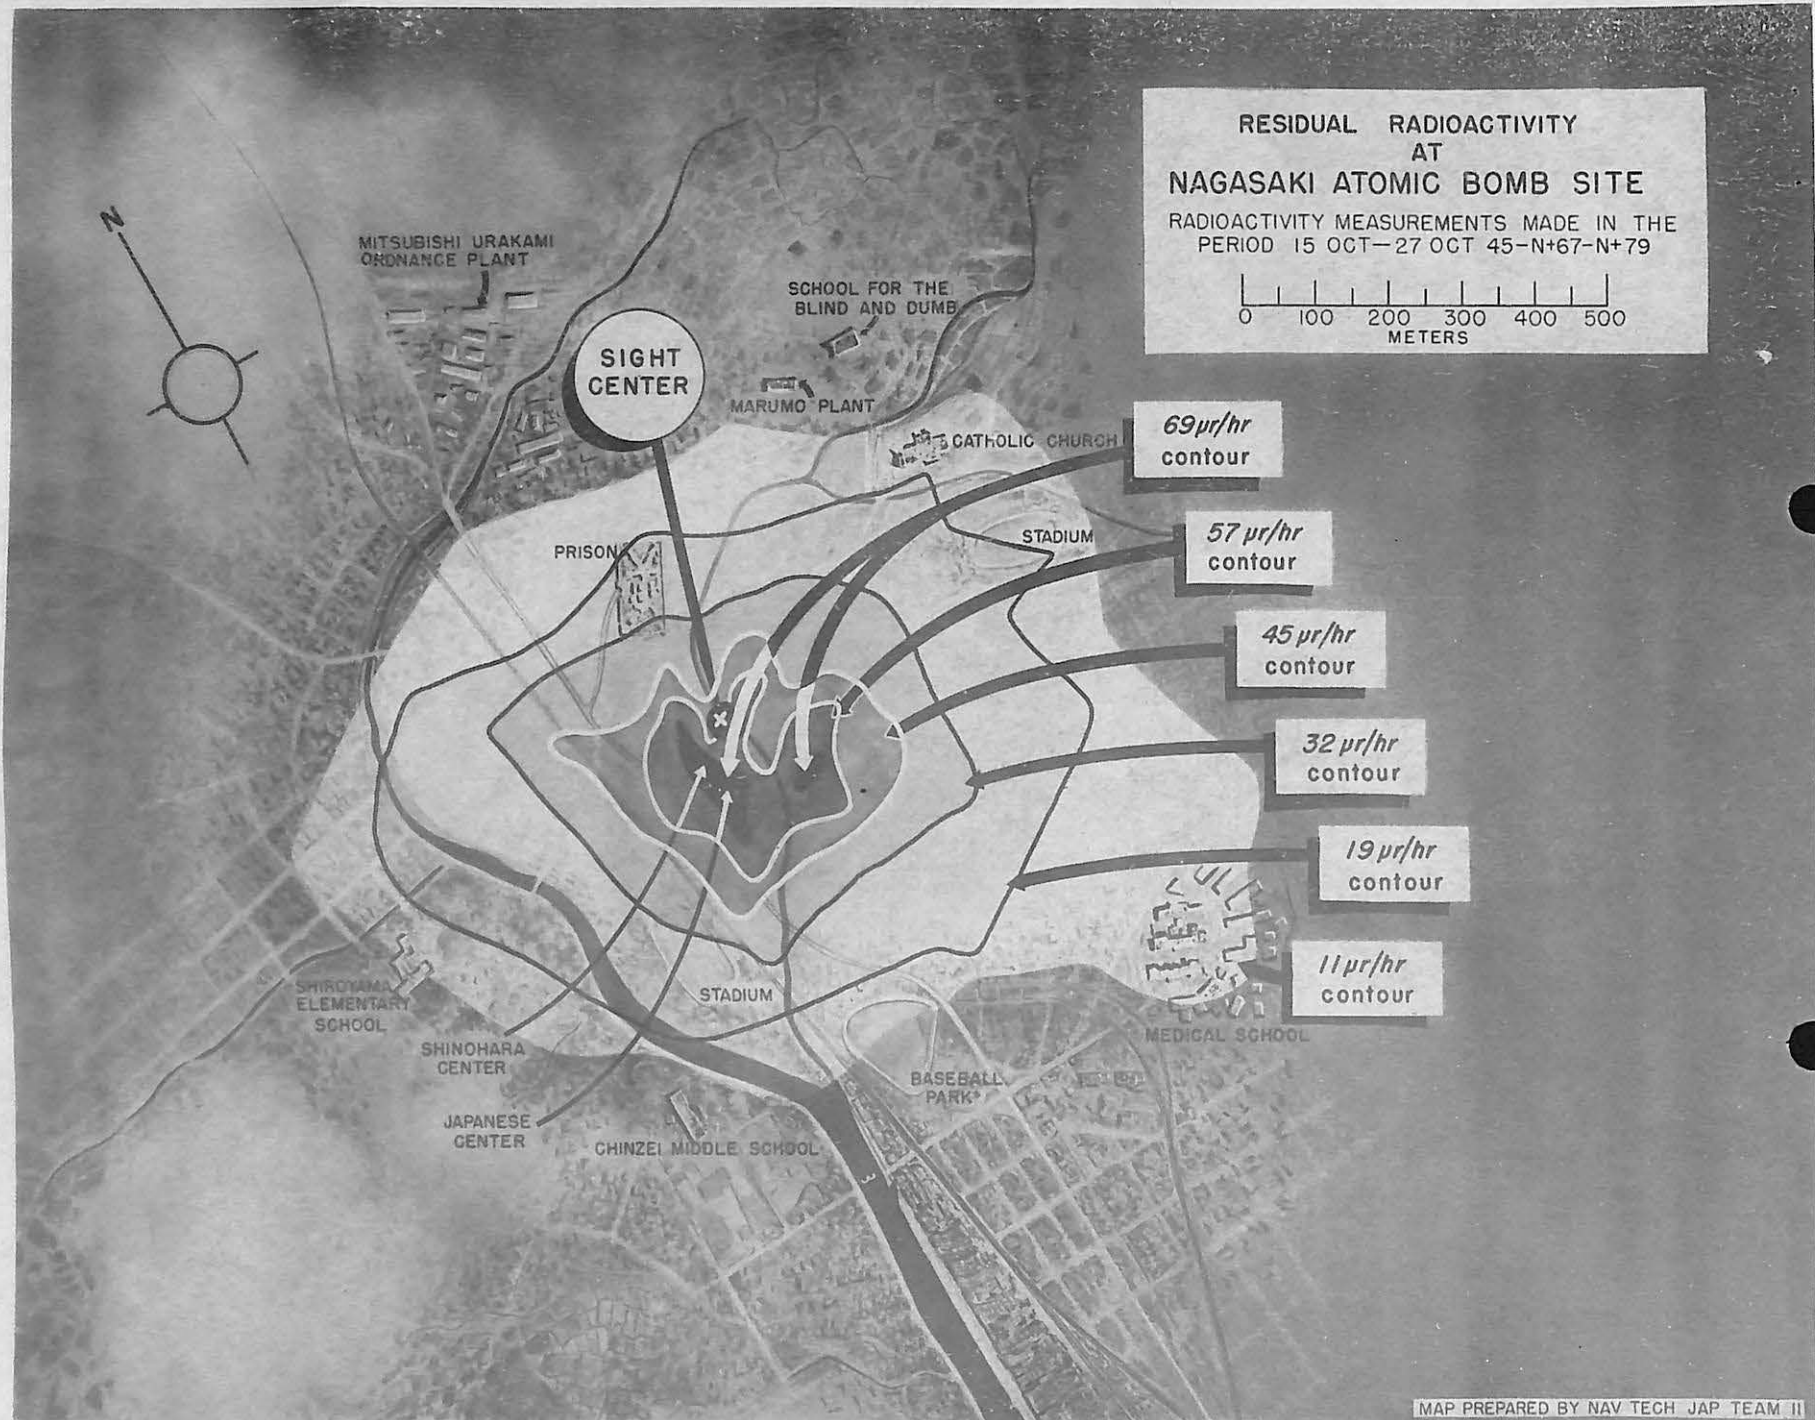 RESIDUAL RADIOACTIVITY
AT
NAGASAKI ATOMIC BOMB SITE
RADIOACTIVITY MEASUREMENTS MADE IN THE
PERIOD 15 OCT—27 OCT 45-N+67-N+79
0 100 200 300 400 500
METERS
N
MITSUBISHI URAKAMI
ORDNANCE PLANT
SCHOOL FOR THE
BLIND AND DUMB
SIGHT
CENTER
MARUMO PLANT
CATHOLIC CHURCH
69 µr/hr
contour
PRISON
STADIUM
57 µr/hr
contour
45 µr/hr
contour
X
32 µr/hr
contour
19 µr/hr
contour
11 µr/hr
contour
SHIROYAMA
ELEMENTARY
SCHOOL
STADIUM
MEDICAL SCHOOL
SHINOHARA
CENTER
BASEBALL
PARK
JAPANESE
CENTER
CHINZEI MIDDLE SCHOOL
MAP PREPARED BY NAV TECH JAP TEAM 11